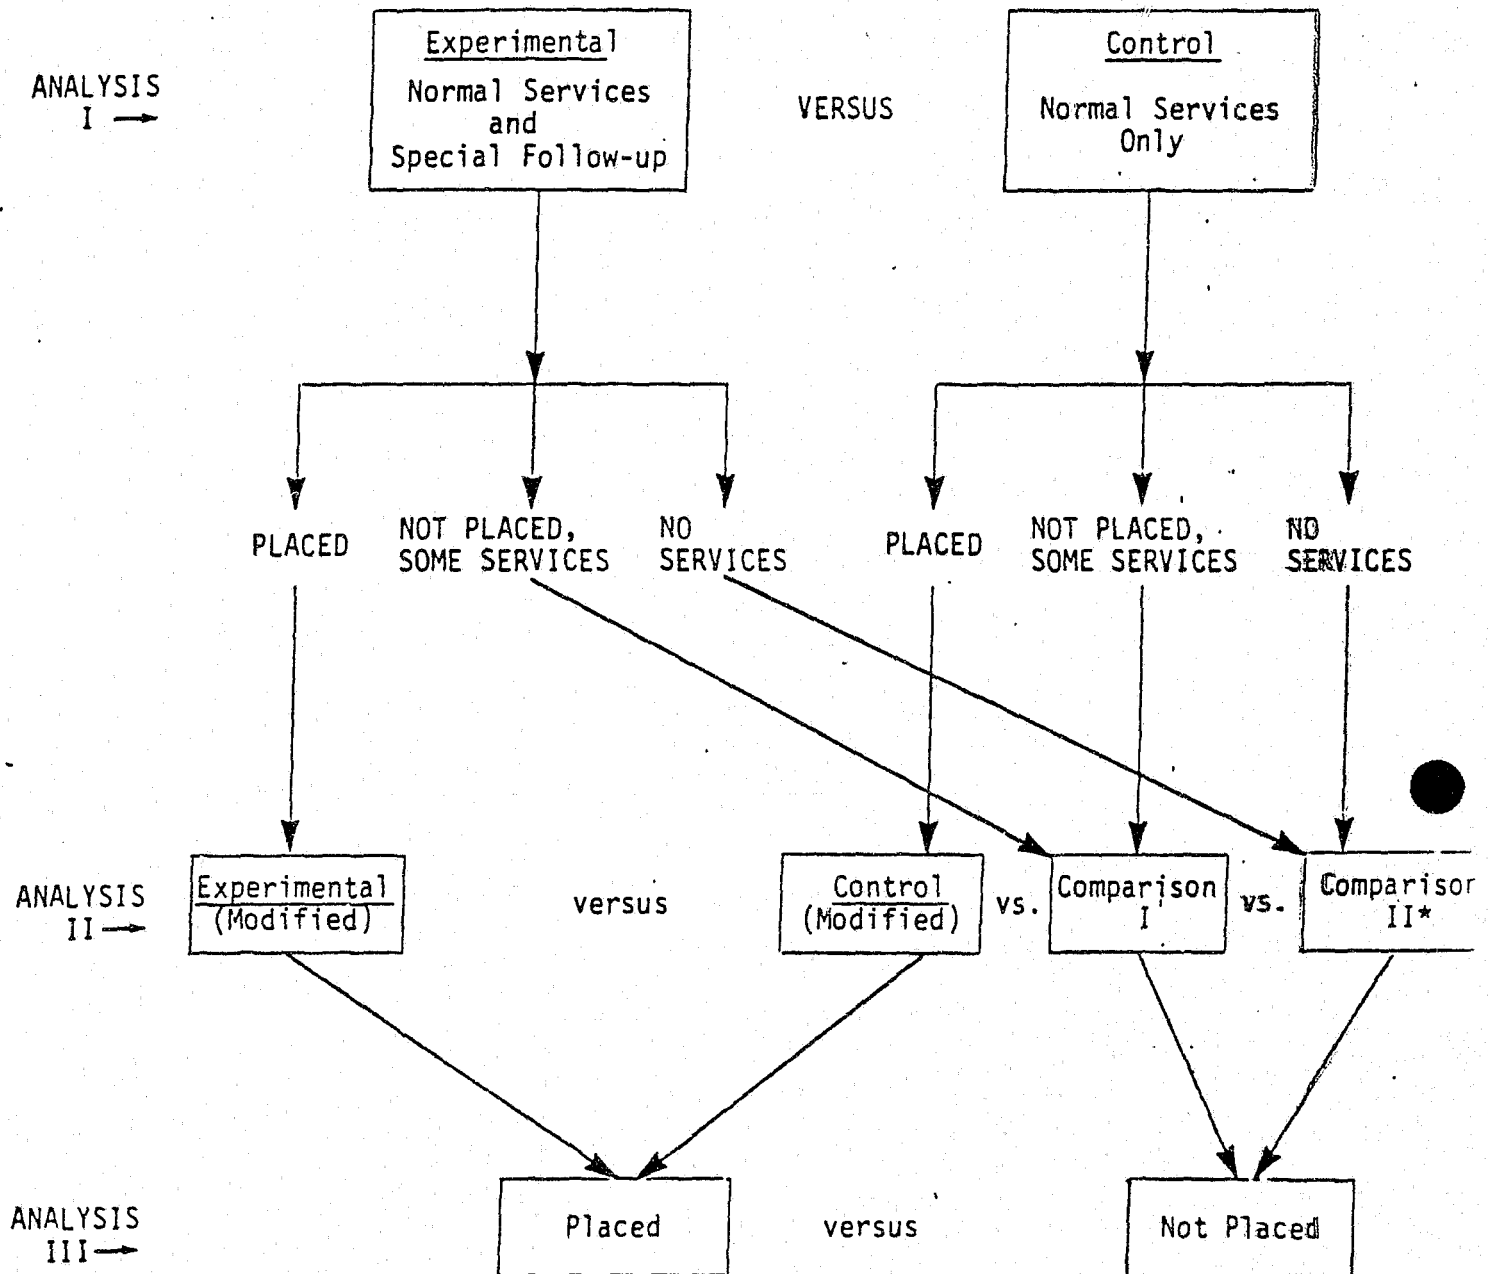 Experimental
Normal Services
and
Special Follow-up
VERSUS
Control
Normal Services
Only
ANALYSIS
I
PLACED
NOT PLACED,
SOME SERVICES
NO
SERVICES
PLACED
NOT PLACED,
SOME SERVICES
NO
SERVICES
ANALYSIS
II
Experimental
(Modified)
versus
Control
(Modified)
vs.
Comparison
I
vs.
Comparison
II*
ANALYSIS
III
Placed
versus
Not Placed